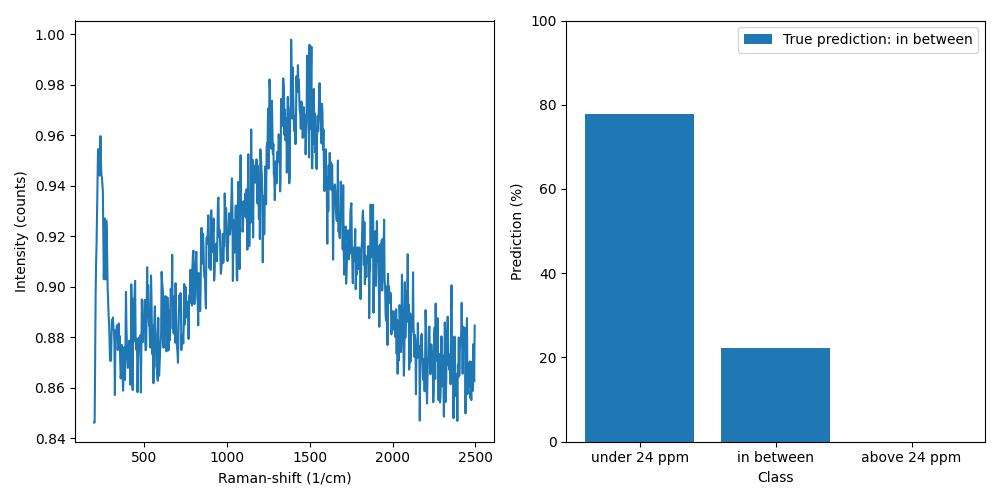 1.00
0.98
0.96
0.94
0.92
0.90
0.88
0.86
0.84
Intensity (counts)
500
1000
1500
2000
2500
Raman-shift (1/cm)
100
80
60
40
20
0
Prediction (%)
True prediction: in between
under 24 ppm
in between
above 24 ppm
Class